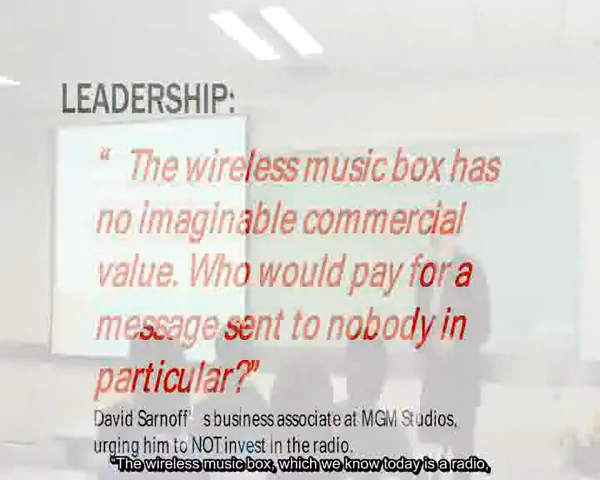 LEADERSHIP:
“ The wireless music box has
no imaginable commercial
value. Who would pay for a
message sent to nobody in
particular?”
David Sarnoff’ s business associate at MGM Studios,
urging him to NOT invest in the radio.
“The wireless music box, which we know today is a radio,